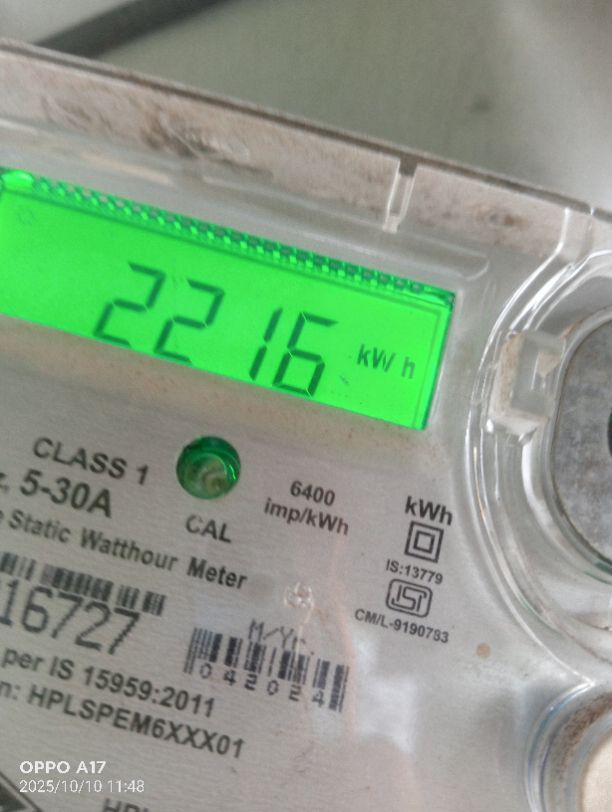 2216 kWh
CLASS 1
5-30A
CAL
6400
imp/kWh
kWh
Static Watthour Meter
IS:13779
16727
CM/L-9190783
M/Yr.
042024
per IS 15959:2011
HPLSPEM6XXX01
OPPO A17
2025/10/10 11:48